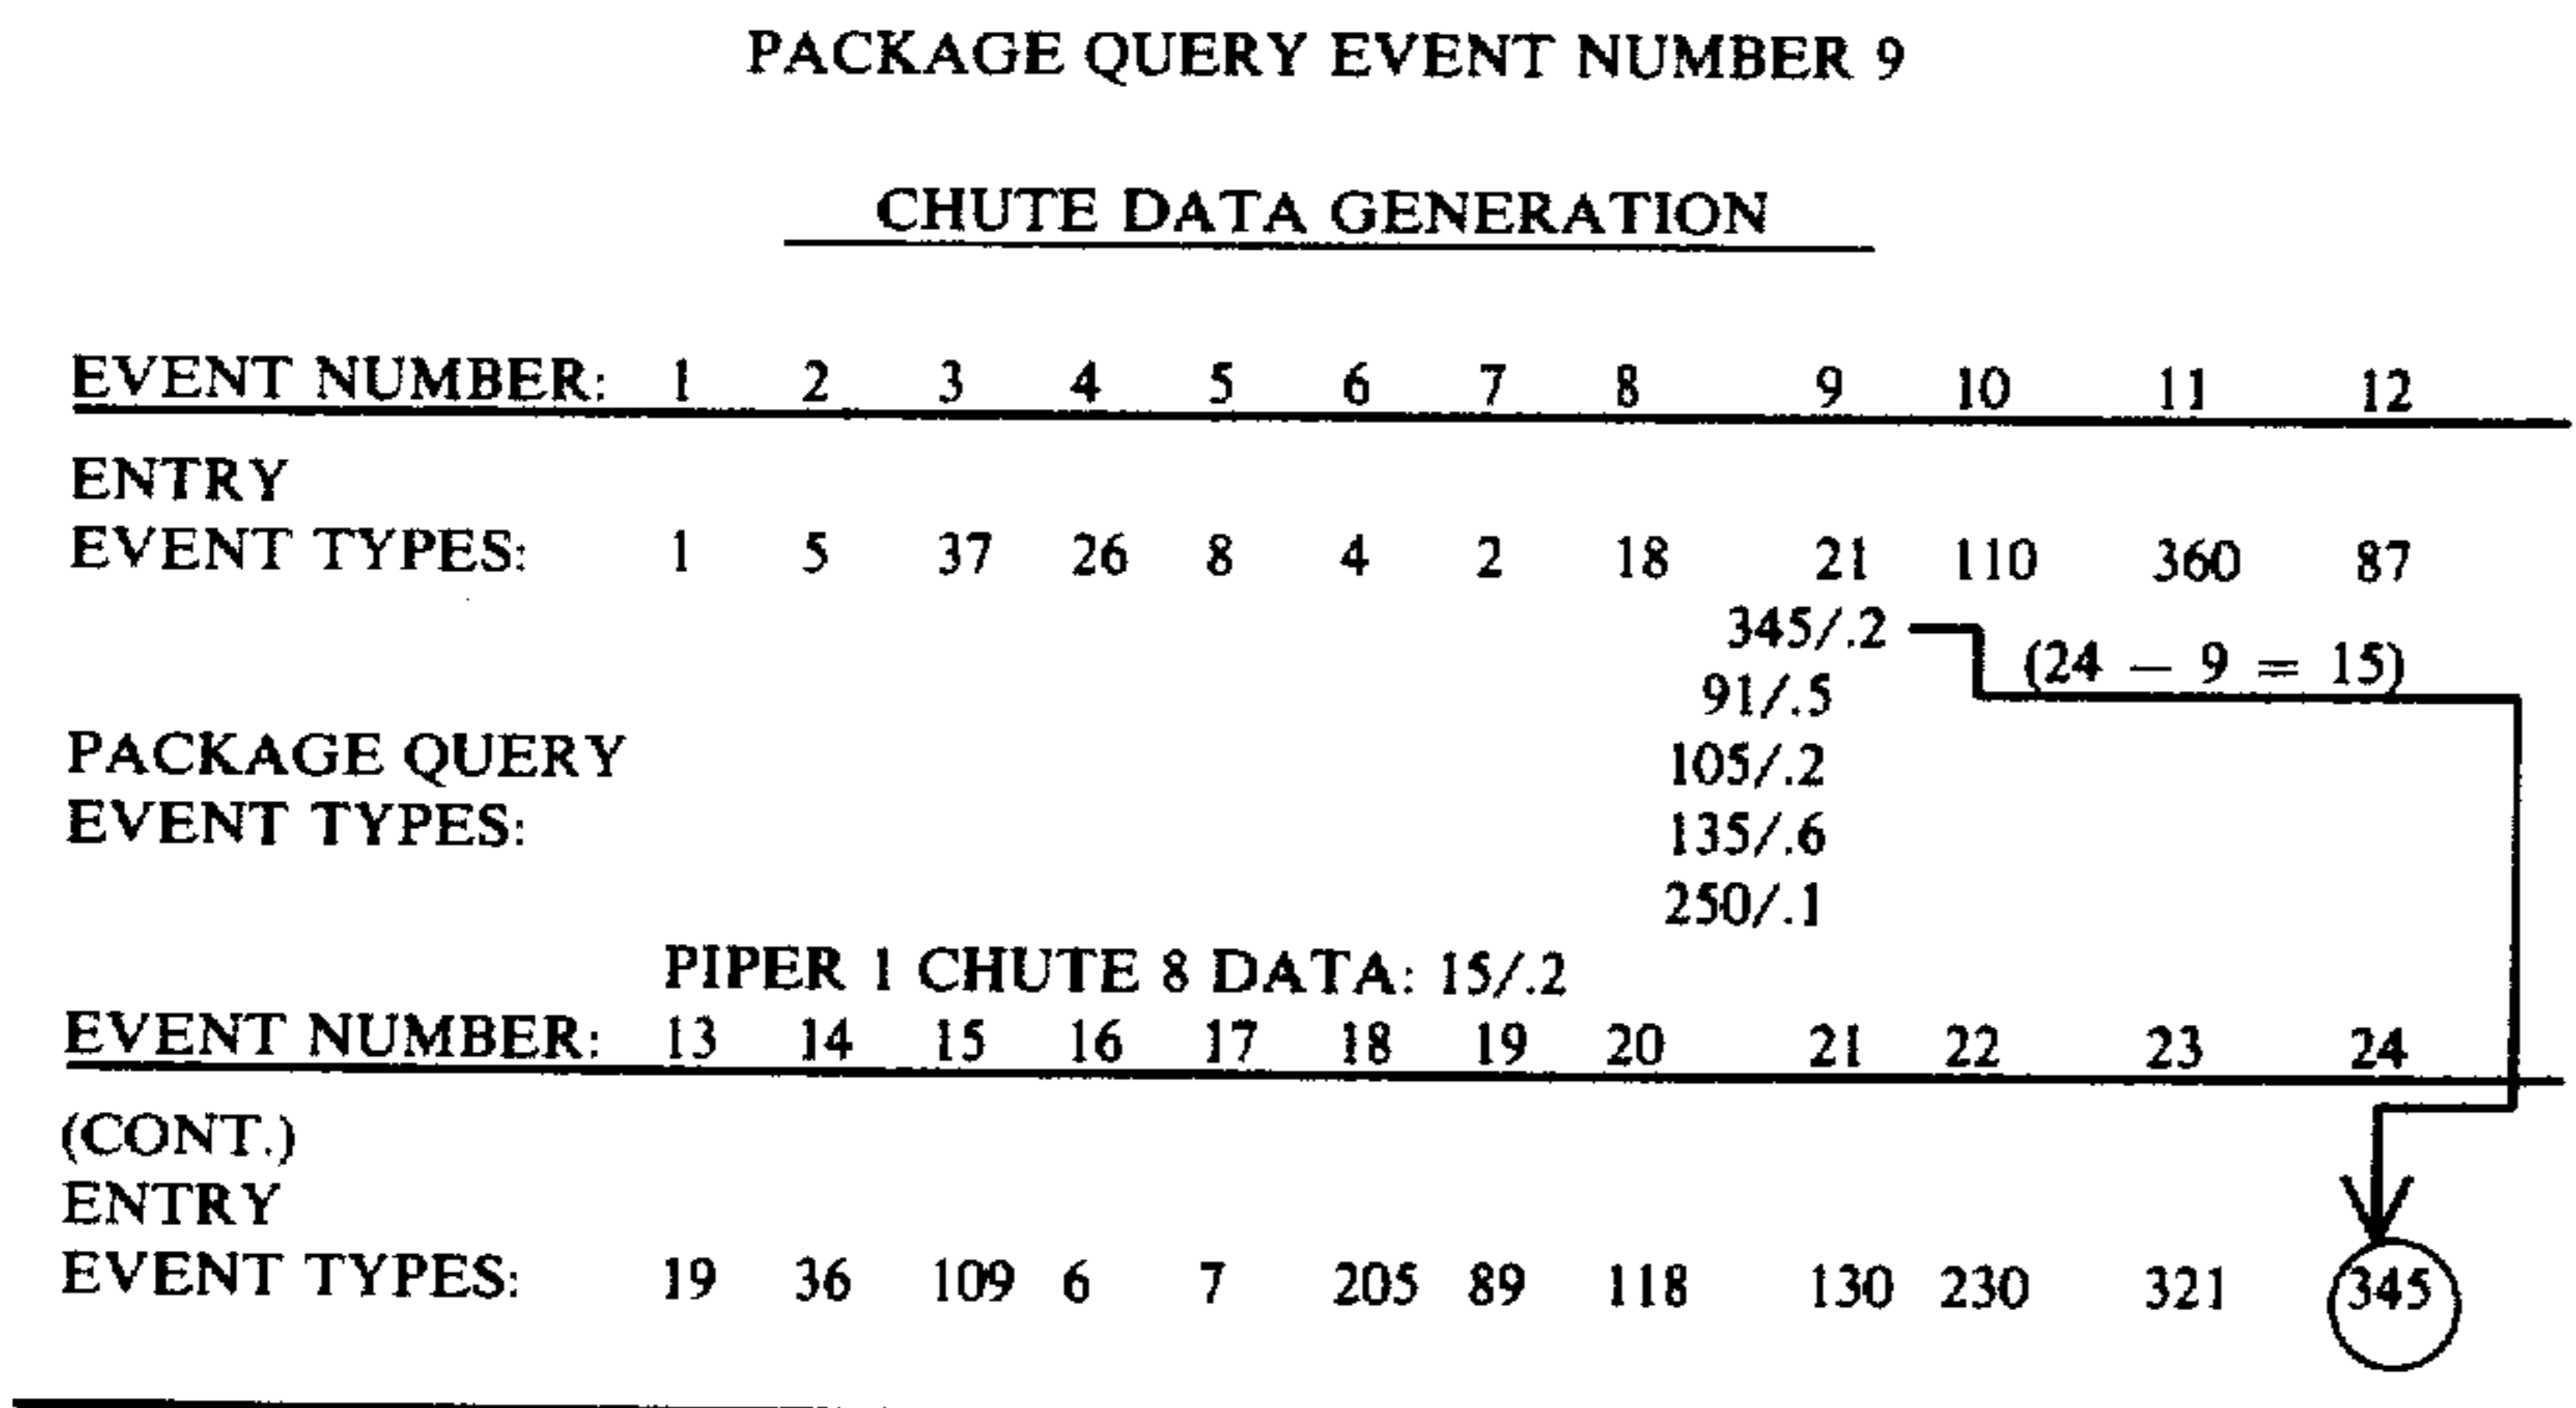 PACKAGE QUERY EVENT NUMBER 9
CHUTE DATA GENERATION
EVENT NUMBER: 1 2 3 4 5 6 7 8 9 10 11 12
ENTRY
EVENT TYPES: 1 5 37 26 8 4 2 18 21 110 360 87
345/.2
(24 − 9 = 15)
91/.5
PACKAGE QUERY 105/.2
EVENT TYPES: 135/.6
250/.1
PIPER 1 CHUTE 8 DATA: 15/.2
EVENT NUMBER: 13 14 15 16 17 18 19 20 21 22 23 24
(CONT.)
ENTRY
EVENT TYPES: 19 36 109 6 7 205 89 118 130 230 321 345